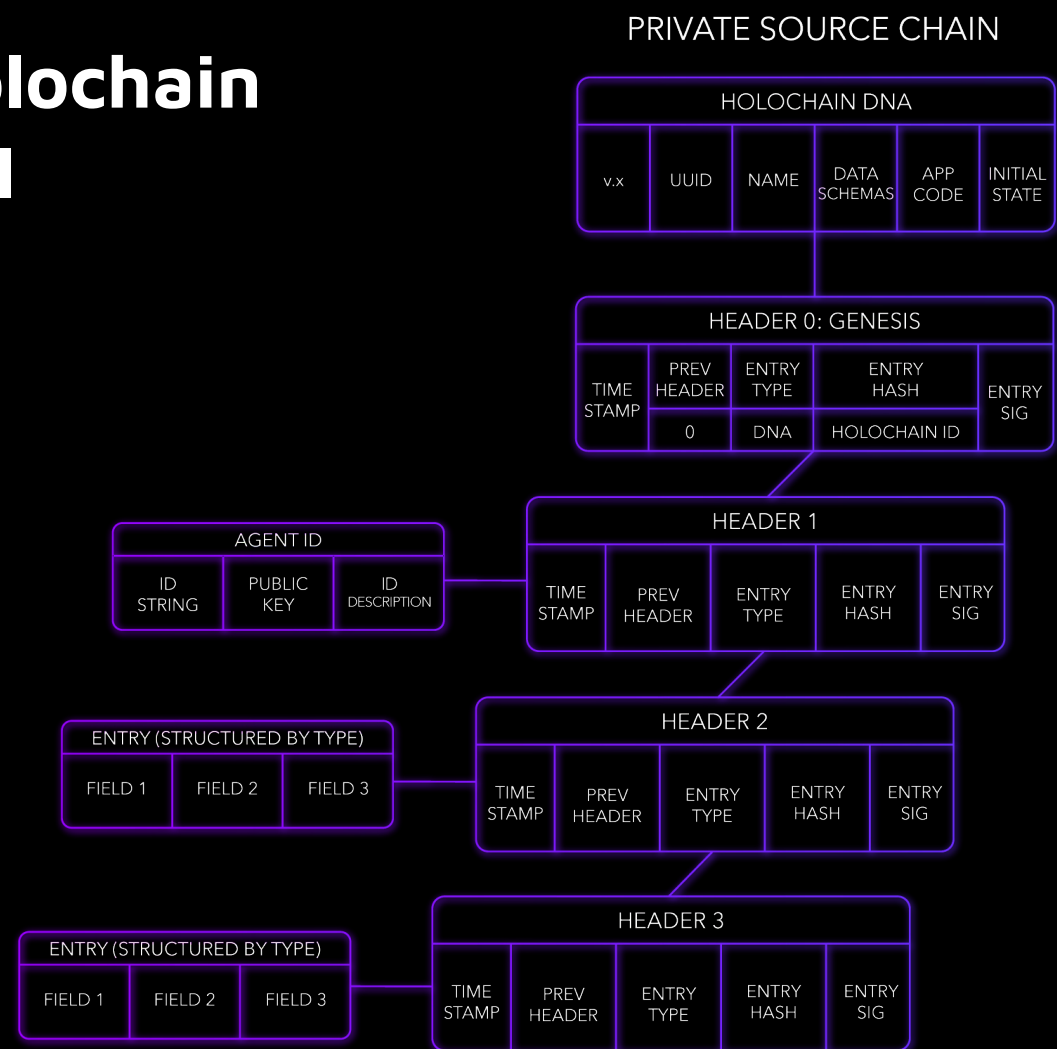 PRIVATE SOURCE CHAIN
olochain
HOLOCHAIN DNA
v.x
UUID
NAME
DATA
SCHEMAS
APP
CODE
INITIAL
STATE
HEADER 0: GENESIS
TIME
STAMP
PREV
HEADER
0
ENTRY
TYPE
DNA
ENTRY
HASH
HOLOCHAIN ID
ENTRY
SIG
AGENT ID
ID
STRING
PUBLIC
KEY
ID
DESCRIPTION
HEADER 1
TIME
STAMP
PREV
HEADER
ENTRY
TYPE
ENTRY
HASH
ENTRY
SIG
ENTRY (STRUCTURED BY TYPE)
FIELD 1
FIELD 2
FIELD 3
HEADER 2
TIME
STAMP
PREV
HEADER
ENTRY
TYPE
ENTRY
HASH
ENTRY
SIG
ENTRY (STRUCTURED BY TYPE)
FIELD 1
FIELD 2
FIELD 3
HEADER 3
TIME
STAMP
PREV
HEADER
ENTRY
TYPE
ENTRY
HASH
ENTRY
SIG